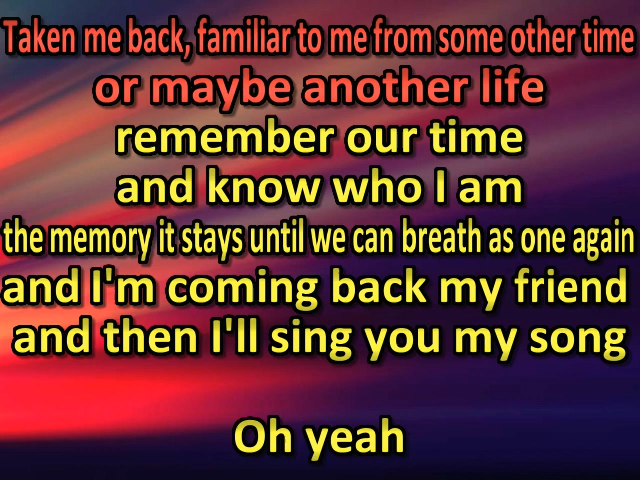 Taken me back, familiar to me from some other time
or maybe another life
remember our time
and know who I am
the memory it stays until we can breath as one again
and I'm coming back my friend
and then I'll sing you my song
Oh yeah